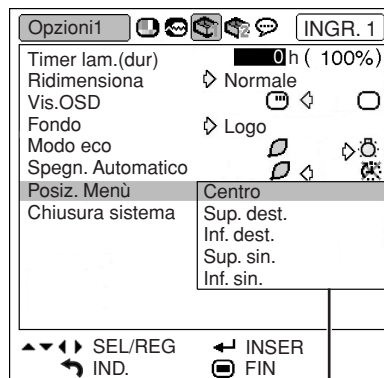 Opzioni1 INGR. 1
Timer lam.(dur) 0 h ( 100%)
Ridimensiona Normale
Vis.OSD
Fondo Logo
Modo eco
Spegn. Automatico
Posiz. Menù Centro
Chiusura sistema Sup. dest.
Inf. dest.
Sup. sin.
Inf. sin.
SEL/REG INSER
IND. FIN